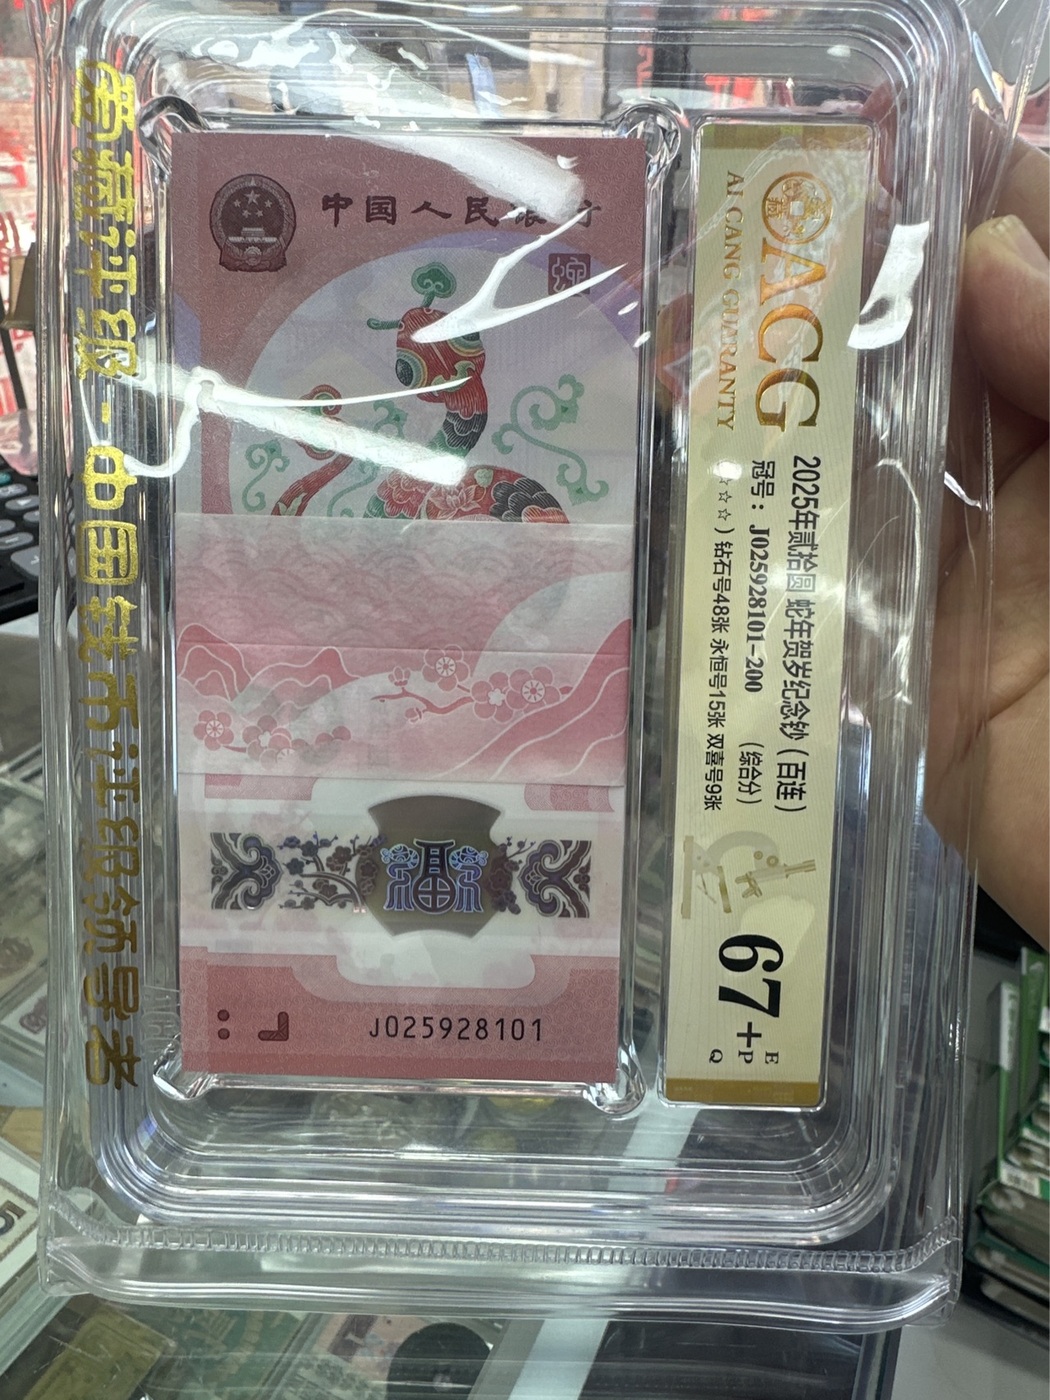 爱藏评级-中国钱币证级领导者
中国人民银行
J025928101
ACG
AI CANG GUARANTY
2025年贰拾圆 蛇年贺岁纪念钞（百连）
冠号：J025928101-200 （综合分）
☆☆）钻石号48张 永恒号15张 双喜号9张
67+
E
P
Q